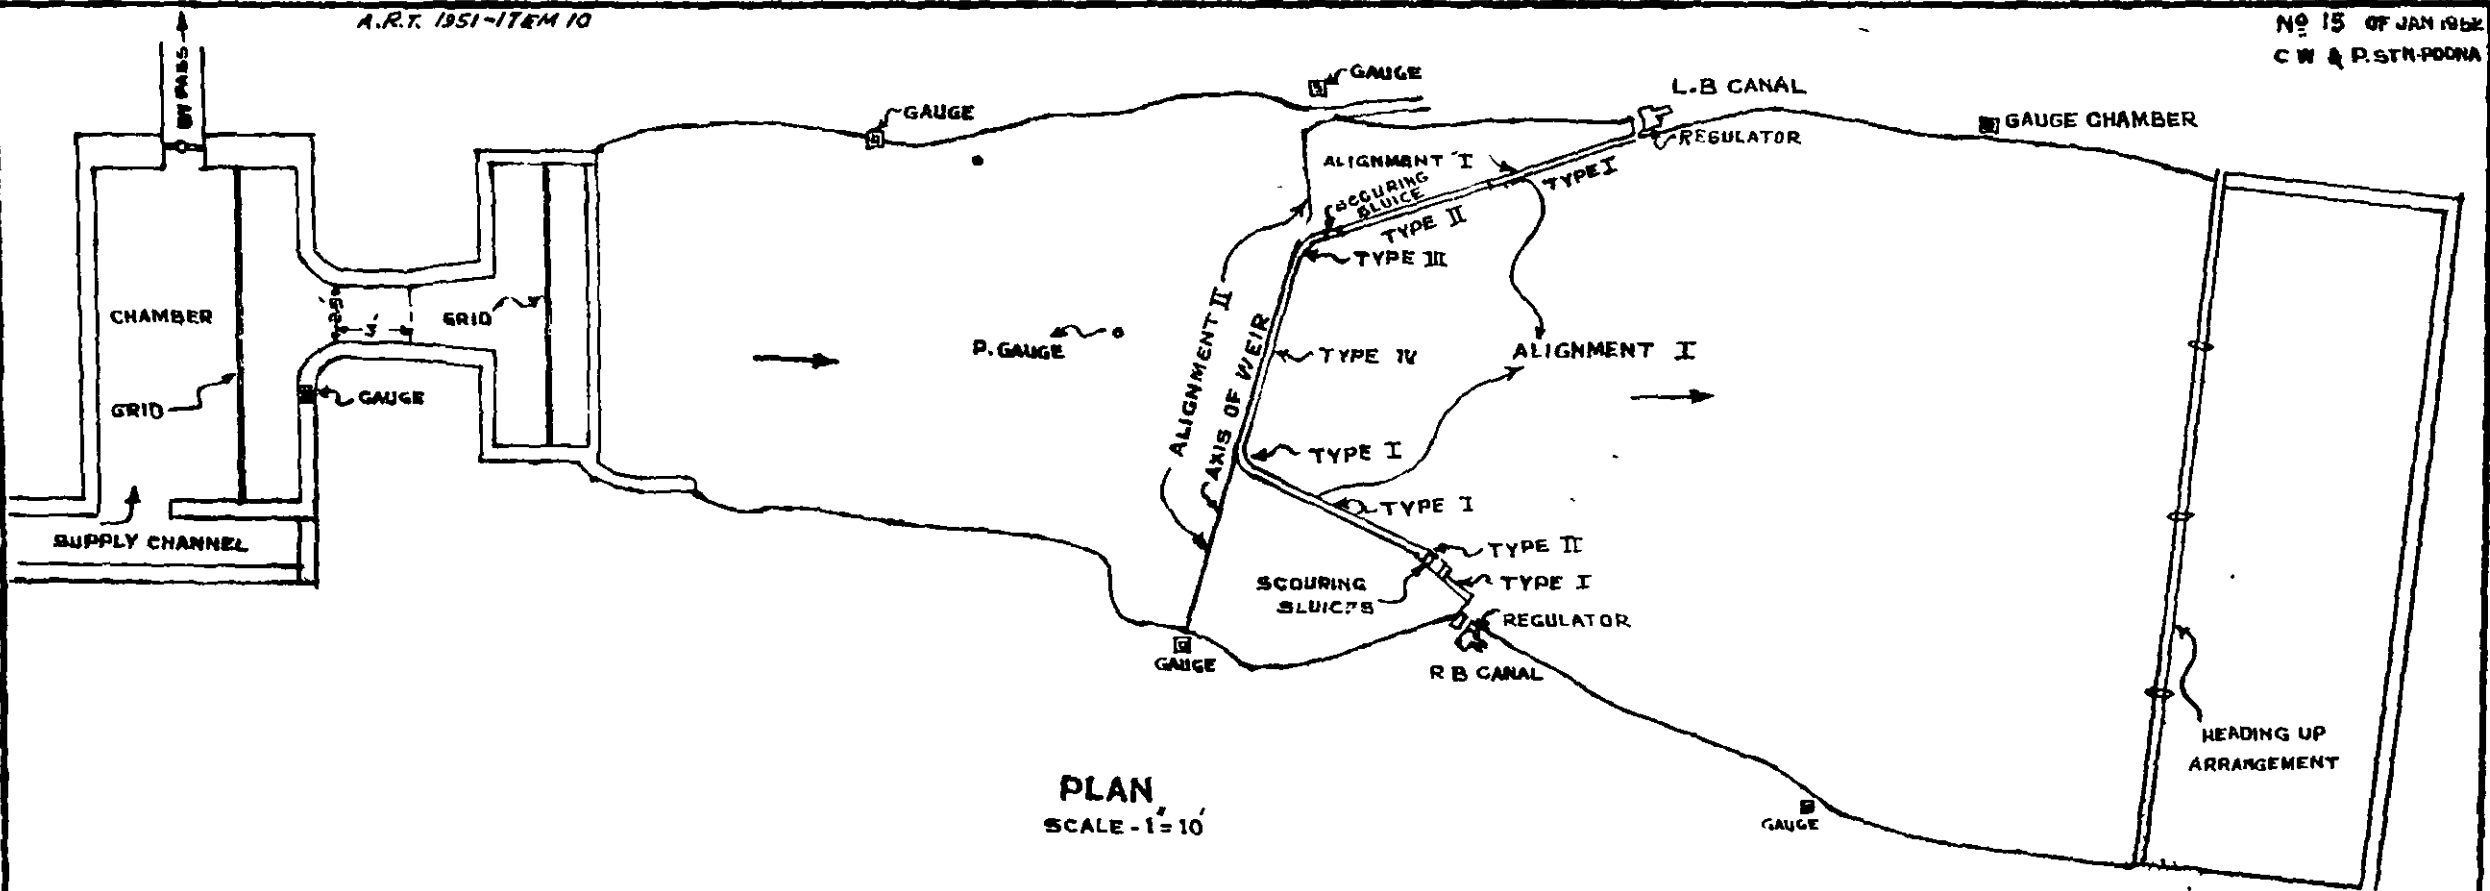 A.R.T. 1951-ITEM 10
Nº 15 OF JAN 1952
C W & P. STN-POONA
BY PASS
GAUGE
GAUGE
L.B CANAL
REGULATOR
GAUGE CHAMBER
ALIGNMENT I
TYPE I
SCOURING
SLUICE
TYPE II
TYPE III
CHAMBER
3'
GRID
GRID
GAUGE
SUPPLY CHANNEL
P. GAUGE
ALIGNMENT II
AXIS OF WEIR
TYPE IV
ALIGNMENT I
TYPE I
TYPE I
TYPE II
SCOURING
SLUICES
TYPE I
REGULATOR
R B CANAL
GAUGE
HEADING UP
ARRANGEMENT
GAUGE
PLAN
SCALE - 1"= 10'